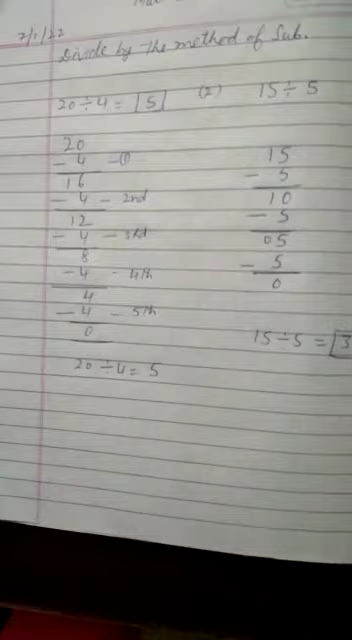 2/1/22
Divide by The method of Sub.
20 ÷ 4 = 5
20
- 4 -①
16
- 4 - 2nd
12
- 4 - 3rd
8
- 4 - 4th
4
- 4 - 5th
0
20 ÷ 4 = 5
(2) 15 ÷ 5
15
- 5
10
- 5
05
- 5
0
15 ÷ 5 = 3